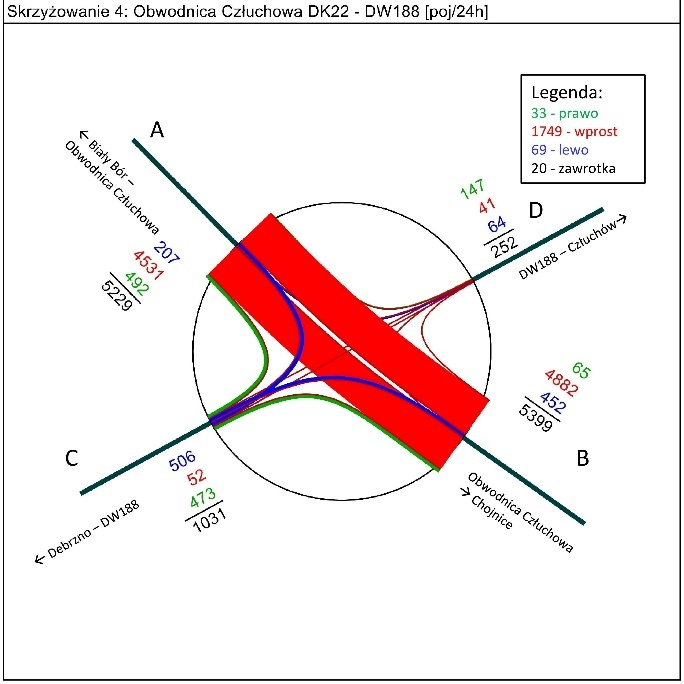 Skrzyżowanie 4: Obwodnica Człuchowa DK22 - DW188 [poj/24h]
Legenda:
33 - prawo
1749 - wprost
69 - lewo
20 - zawrotka
A
← Biały Bór –
Obwodnica Człuchowa
207
4531
492
5229
147
41
64
252
D
DW188 – Człuchów→
65
4882
452
5399
B
Obwodnica Człuchowa
→ Chojnice
C
506
52
473
1031
← Debrzno – DW188